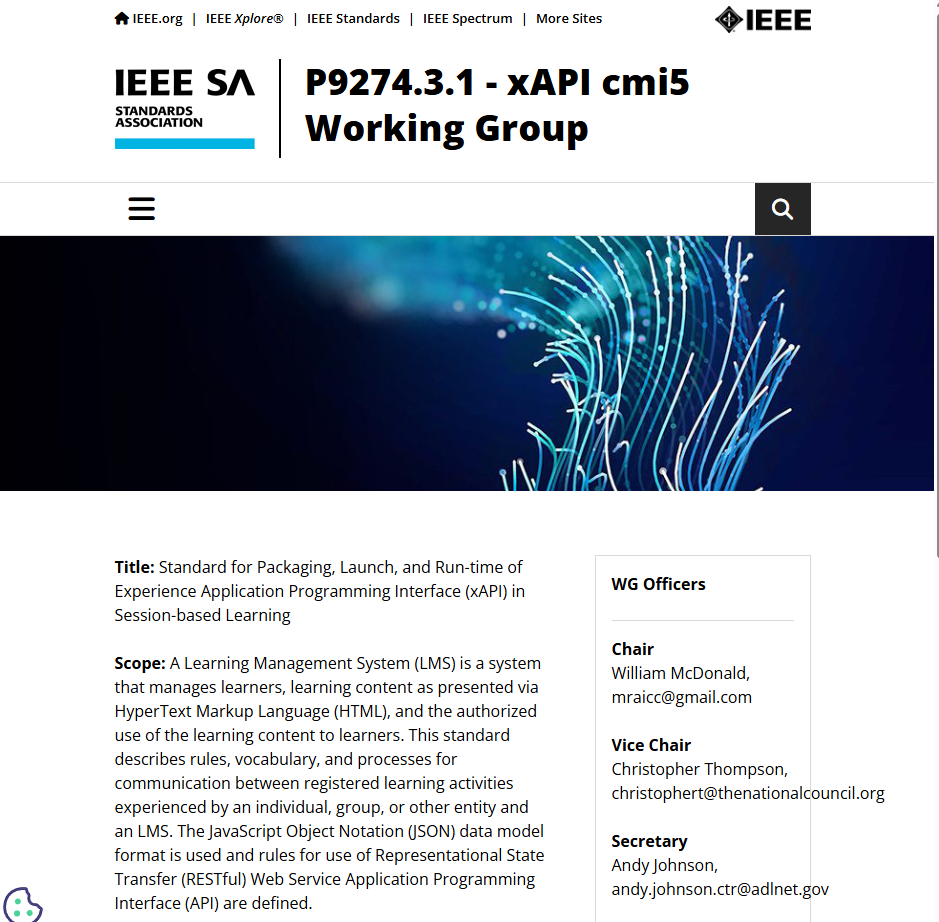 IEEE.org | IEEE Xplore® | IEEE Standards | IEEE Spectrum | More Sites
IEEE
IEEE SA
STANDARDS
ASSOCIATION
P9274.3.1 - xAPI cmi5
Working Group
Title: Standard for Packaging, Launch, and Run-time of
Experience Application Programming Interface (xAPI) in
Session-based Learning
Scope: A Learning Management System (LMS) is a system
that manages learners, learning content as presented via
HyperText Markup Language (HTML), and the authorized
use of the learning content to learners. This standard
describes rules, vocabulary, and processes for
communication between registered learning activities
experienced by an individual, group, or other entity and
an LMS. The JavaScript Object Notation (JSON) data model
format is used and rules for use of Representational State
Transfer (RESTful) Web Service Application Programming
Interface (API) are defined.
WG Officers
Chair
William McDonald,
mraicc@gmail.com
Vice Chair
Christopher Thompson,
christophert@thenationalcouncil.org
Secretary
Andy Johnson,
andy.johnson.ctr@adlnet.gov